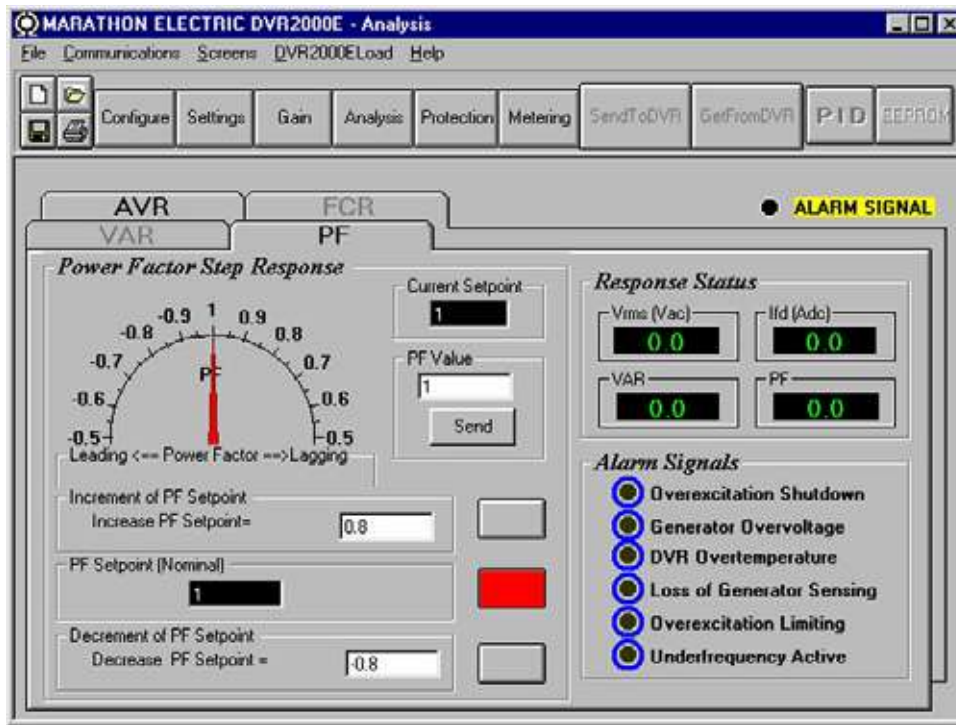 MARATHON ELECTRIC DVR2000E - Analysis
File Communications Screens DVR2000ELoad Help
Configure Settings Gain Analysis Protection Metering SendToDVR GetFromDVR PID EEPROM
ALARM SIGNAL
AVR FCR
VAR PF
Power Factor Step Response
-0.5 -0.6 -0.7 -0.8 -0.9 1 0.9 0.8 0.7 0.6 0.5
PF
Leading <== Power Factor ==>Lagging
Current Setpoint
1
PF Value
1
Send
Increment of PF Setpoint
Increase PF Setpoint= 0.8
PF Setpoint (Nominal)
1
Decrement of PF Setpoint
Decrease PF Setpoint = -0.8
Response Status
Vrms (Vac) Ifd (Adc)
0.0 0.0
VAR PF
0.0 0.0
Alarm Signals
Overexcitation Shutdown
Generator Overvoltage
DVR Overtemperature
Loss of Generator Sensing
Overexcitation Limiting
Underfrequency Active